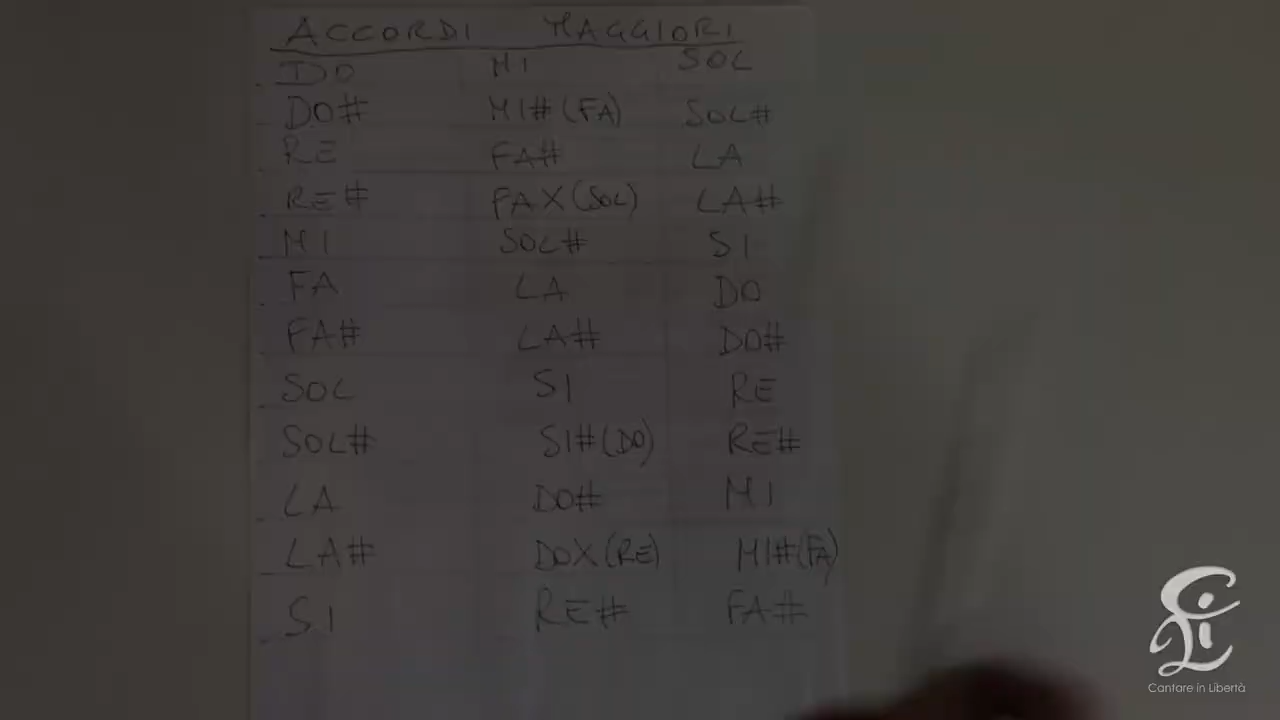 ACCORDI MAGGIORI
DO MI SOL
DO# MI#(FA) SOL#
RE FA# LA
RE# FAX(SOL) LA#
MI SOL# SI
FA LA DO
FA# LA# DO#
SOL SI RE
SOL# SI#(DO) RE#
LA DO# MI
LA# DOX(RE) MI#(FA)
SI RE# FA#
Cantare in Libertà